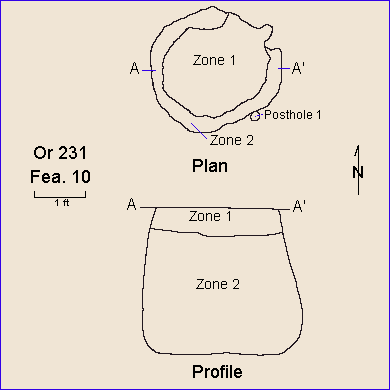 Zone 1
A
A'
Posthole 1
Zone 2
Plan
Or 231
Fea. 10
1 ft
N
A
A'
Zone 1
Zone 2
Profile